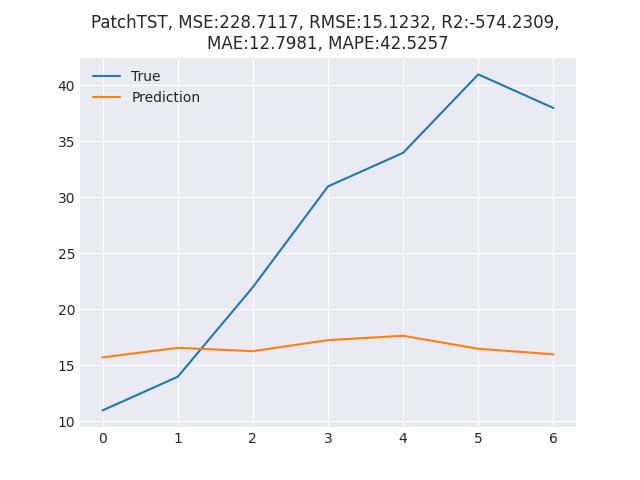 PatchTST, MSE:228.7117, RMSE:15.1232, R2:-574.2309,
MAE:12.7981, MAPE:42.5257
True
Prediction
40
35
30
25
20
15
10
0 1 2 3 4 5 6